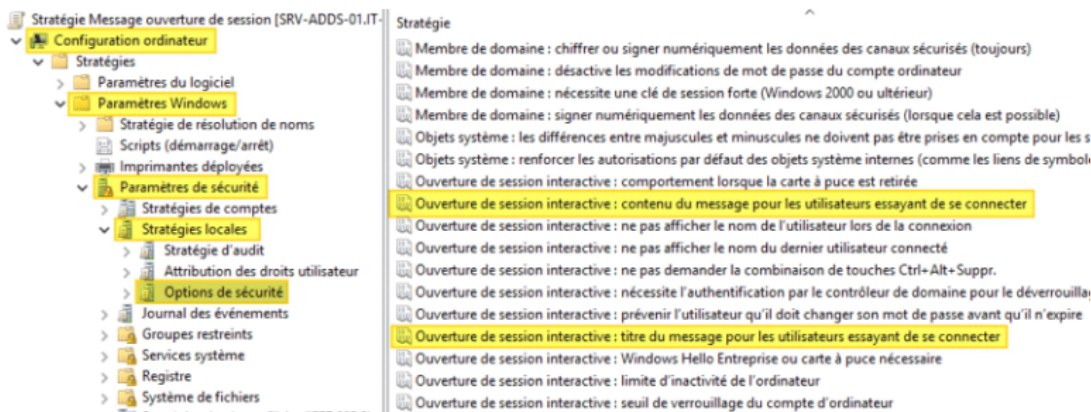 Stratégie Message ouverture de session [SRV-ADDS-01.IT-
Configuration ordinateur
Stratégies
Paramètres du logiciel
Paramètres Windows
Stratégie de résolution de noms
Scripts (démarrage/arrêt)
Imprimantes déployées
Paramètres de sécurité
Stratégies de comptes
Stratégies locales
Stratégie d'audit
Attribution des droits utilisateur
Options de sécurité
Journal des événements
Groupes restreints
Services système
Registre
Système de fichiers
Stratégie
Membre de domaine : chiffrer ou signer numériquement les données des canaux sécurisés (toujours)
Membre de domaine : désactive les modifications de mot de passe du compte ordinateur
Membre de domaine : nécessite une clé de session forte (Windows 2000 ou ultérieur)
Membre de domaine : signer numériquement les données des canaux sécurisés (lorsque cela est possible)
Objets système : les différences entre majuscules et minuscules ne doivent pas être prises en compte pour les s
Objets système : renforcer les autorisations par défaut des objets système internes (comme les liens de symbol
Ouverture de session interactive : comportement lorsque la carte à puce est retirée
Ouverture de session interactive : contenu du message pour les utilisateurs essayant de se connecter
Ouverture de session interactive : ne pas afficher le nom de l'utilisateur lors de la connexion
Ouverture de session interactive : ne pas afficher le nom du dernier utilisateur connecté
Ouverture de session interactive : ne pas demander la combinaison de touches Ctrl+Alt+Suppr.
Ouverture de session interactive : nécessite l'authentification par le contrôleur de domaine pour le déverrouilla
Ouverture de session interactive : prévenir l'utilisateur qu'il doit changer son mot de passe avant qu'il n'expire
Ouverture de session interactive : titre du message pour les utilisateurs essayant de se connecter
Ouverture de session interactive : Windows Hello Entreprise ou carte à puce nécessaire
Ouverture de session interactive : limite d'inactivité de l'ordinateur
Ouverture de session interactive : seuil de verrouillage du compte d'ordinateur